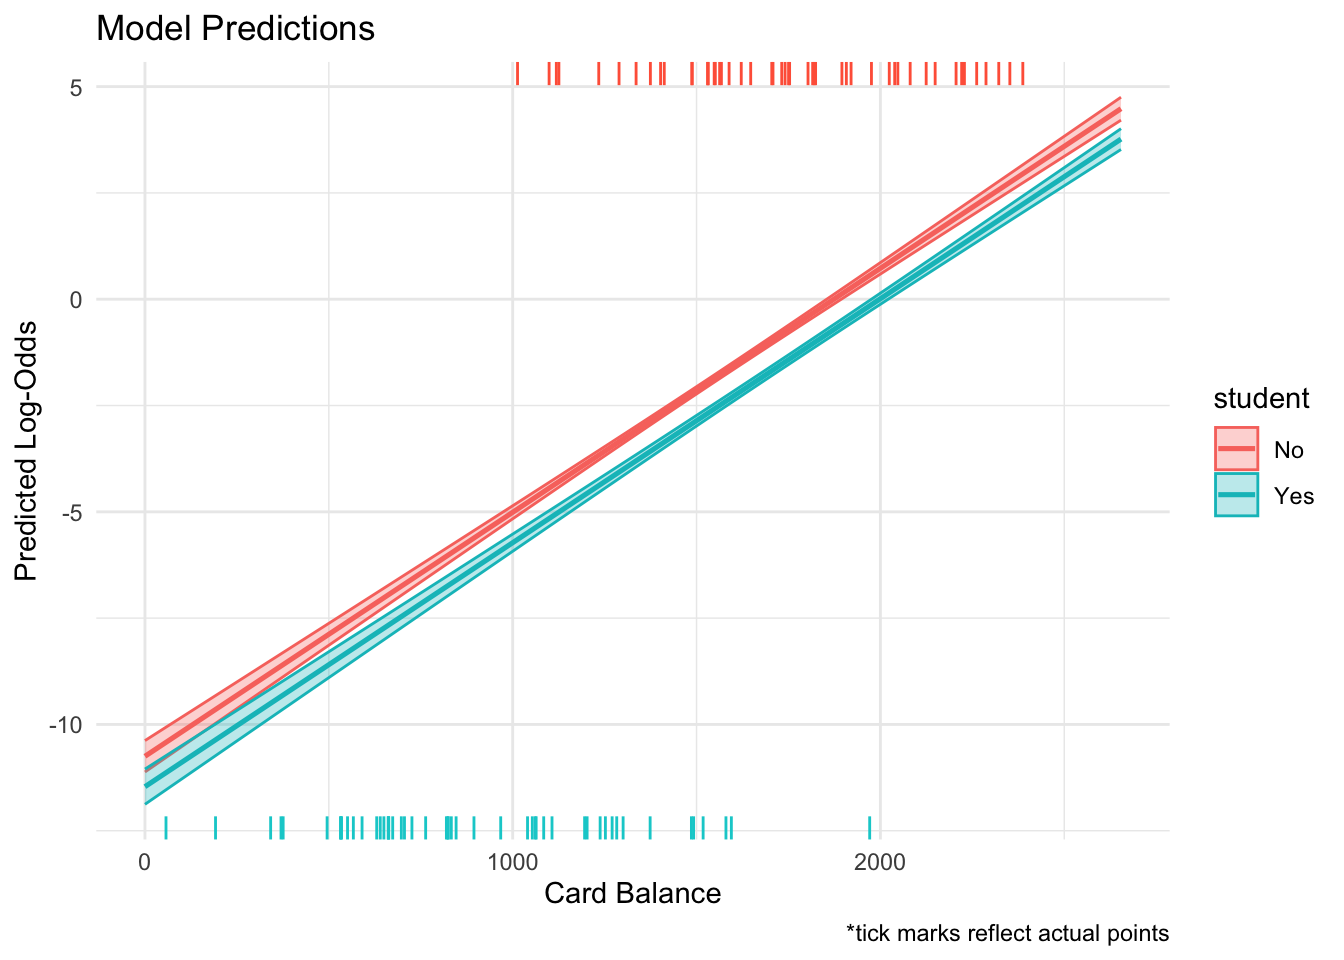 Model Predictions
5
0
-5
-10
Predicted Log-Odds
0
1000
2000
Card Balance
student
No
Yes
*tick marks reflect actual points